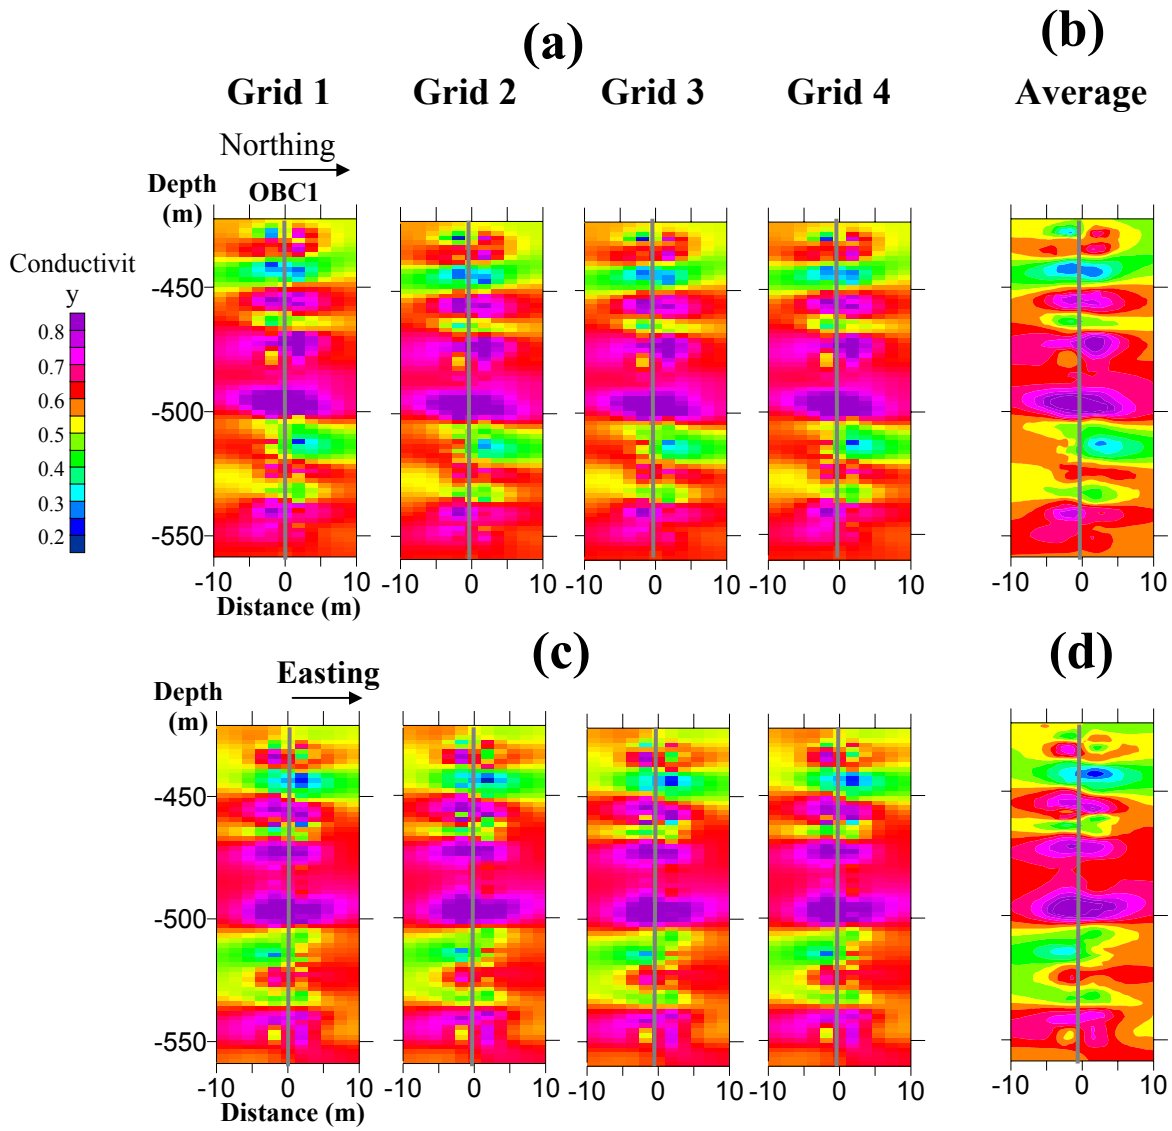 (a)
(b)
Grid 1
Grid 2
Grid 3
Grid 4
Average
Northing
Depth
(m)
OBC1
Conductivit
y
0.8
0.7
0.6
0.5
0.4
0.3
0.2
-450
-500
-550
-10 0 10
-10 0 10
-10 0 10
-10 0 10
-10 0 10
Distance (m)
(c)
(d)
Easting
Depth
(m)
-450
-500
-550
-10 0 10
-10 0 10
-10 0 10
-10 0 10
-10 0 10
Distance (m)